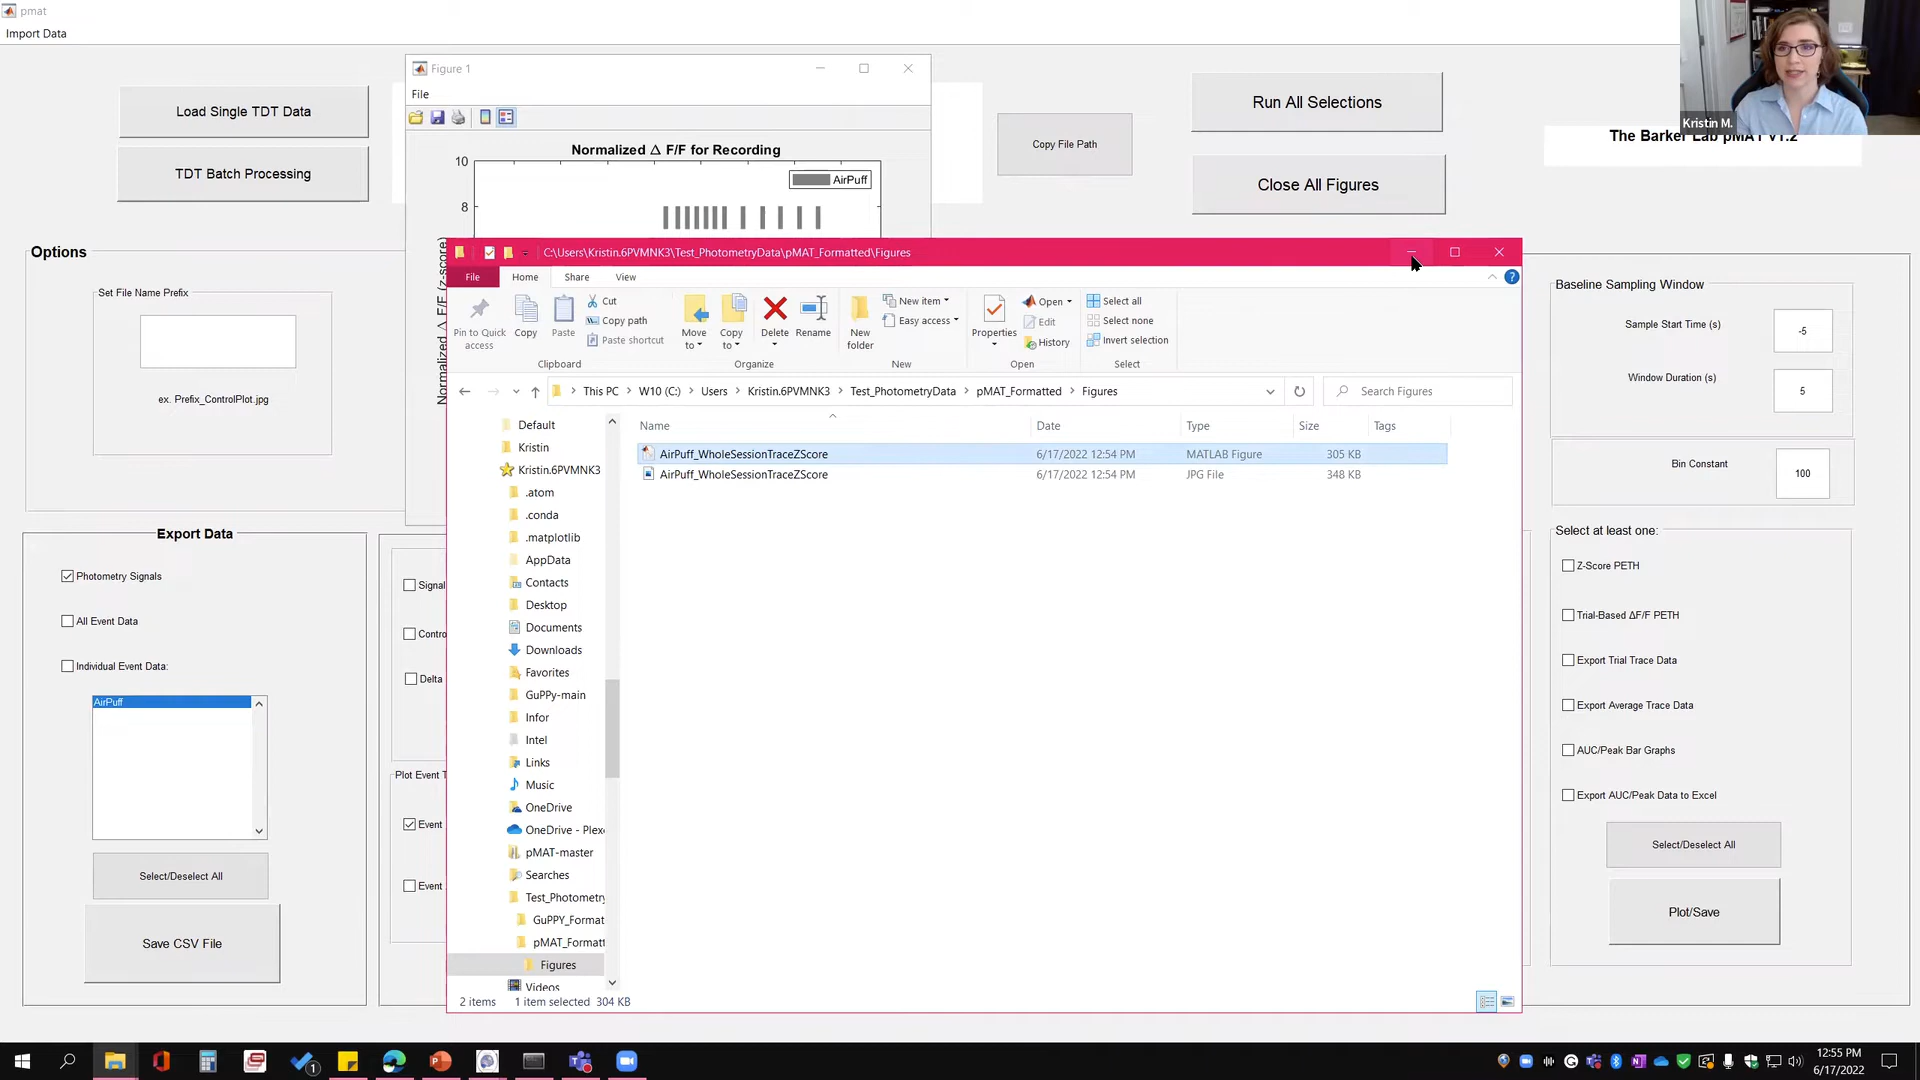 pmat
Import Data
Load Single TDT Data
TDT Batch Processing
Figure 1
File
Normalized △ F/F for Recording
10
8
AirPuff
Normalized △ F/F (z-score)
Copy File Path
Run All Selections
Close All Figures
Kristin M.
The Barker Lab pMAT v1.2
Options
Set File Name Prefix
ex. Prefix_ControlPlot.jpg
Export Data
Photometry Signals
All Event Data
Individual Event Data:
AirPuff
Select/Deselect All
Save CSV File
Signal
Contro
Delta
Plot Event T
Event
Event
C:\Users\Kristin.6PVMNK3\Test_PhotometryData\pMAT_Formatted\Figures
File Home Share View
Pin to Quick access
Copy
Paste
Cut
Copy path
Paste shortcut
Clipboard
Move to
Copy to
Delete
Rename
Organize
New folder
New item
Easy access
New
Properties
Open
Edit
History
Open
Select all
Select none
Invert selection
Select
This PC > W10 (C:) > Users > Kristin.6PVMNK3 > Test_PhotometryData > pMAT_Formatted > Figures
Search Figures
Name Date Type Size Tags
AirPuff_WholeSessionTraceZScore 6/17/2022 12:54 PM MATLAB Figure 305 KB
AirPuff_WholeSessionTraceZScore 6/17/2022 12:54 PM JPG File 348 KB
Default
Kristin
Kristin.6PVMNK3
.atom
.conda
.matplotlib
AppData
Contacts
Desktop
Documents
Downloads
Favorites
GuPPy-main
Infor
Intel
Links
Music
OneDrive
OneDrive - Plexo
pMAT-master
Searches
Test_Photometry
GuPPY_Format
pMAT_Formatt
Figures
Videos
2 items 1 item selected 304 KB
Baseline Sampling Window
Sample Start Time (s)
-5
Window Duration (s)
5
Bin Constant
100
Select at least one:
Z-Score PETH
Trial-Based ΔF/F PETH
Export Trial Trace Data
Export Average Trace Data
AUC/Peak Bar Graphs
Export AUC/Peak Data to Excel
Select/Deselect All
Plot/Save
1
12:55 PM
6/17/2022